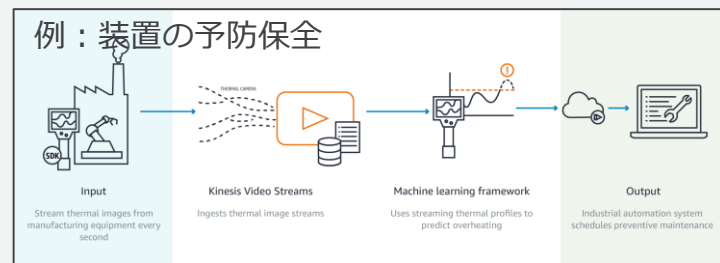 例：装置の予防保全
THERMAL CAMERA
SDK
Input
Stream thermal images from
manufacturing equipment every
second
Kinesis Video Streams
Ingests thermal image streams
Machine learning framework
Uses streaming thermal profiles to
predict overheating
Output
Industrial automation system
schedules preventive maintenance